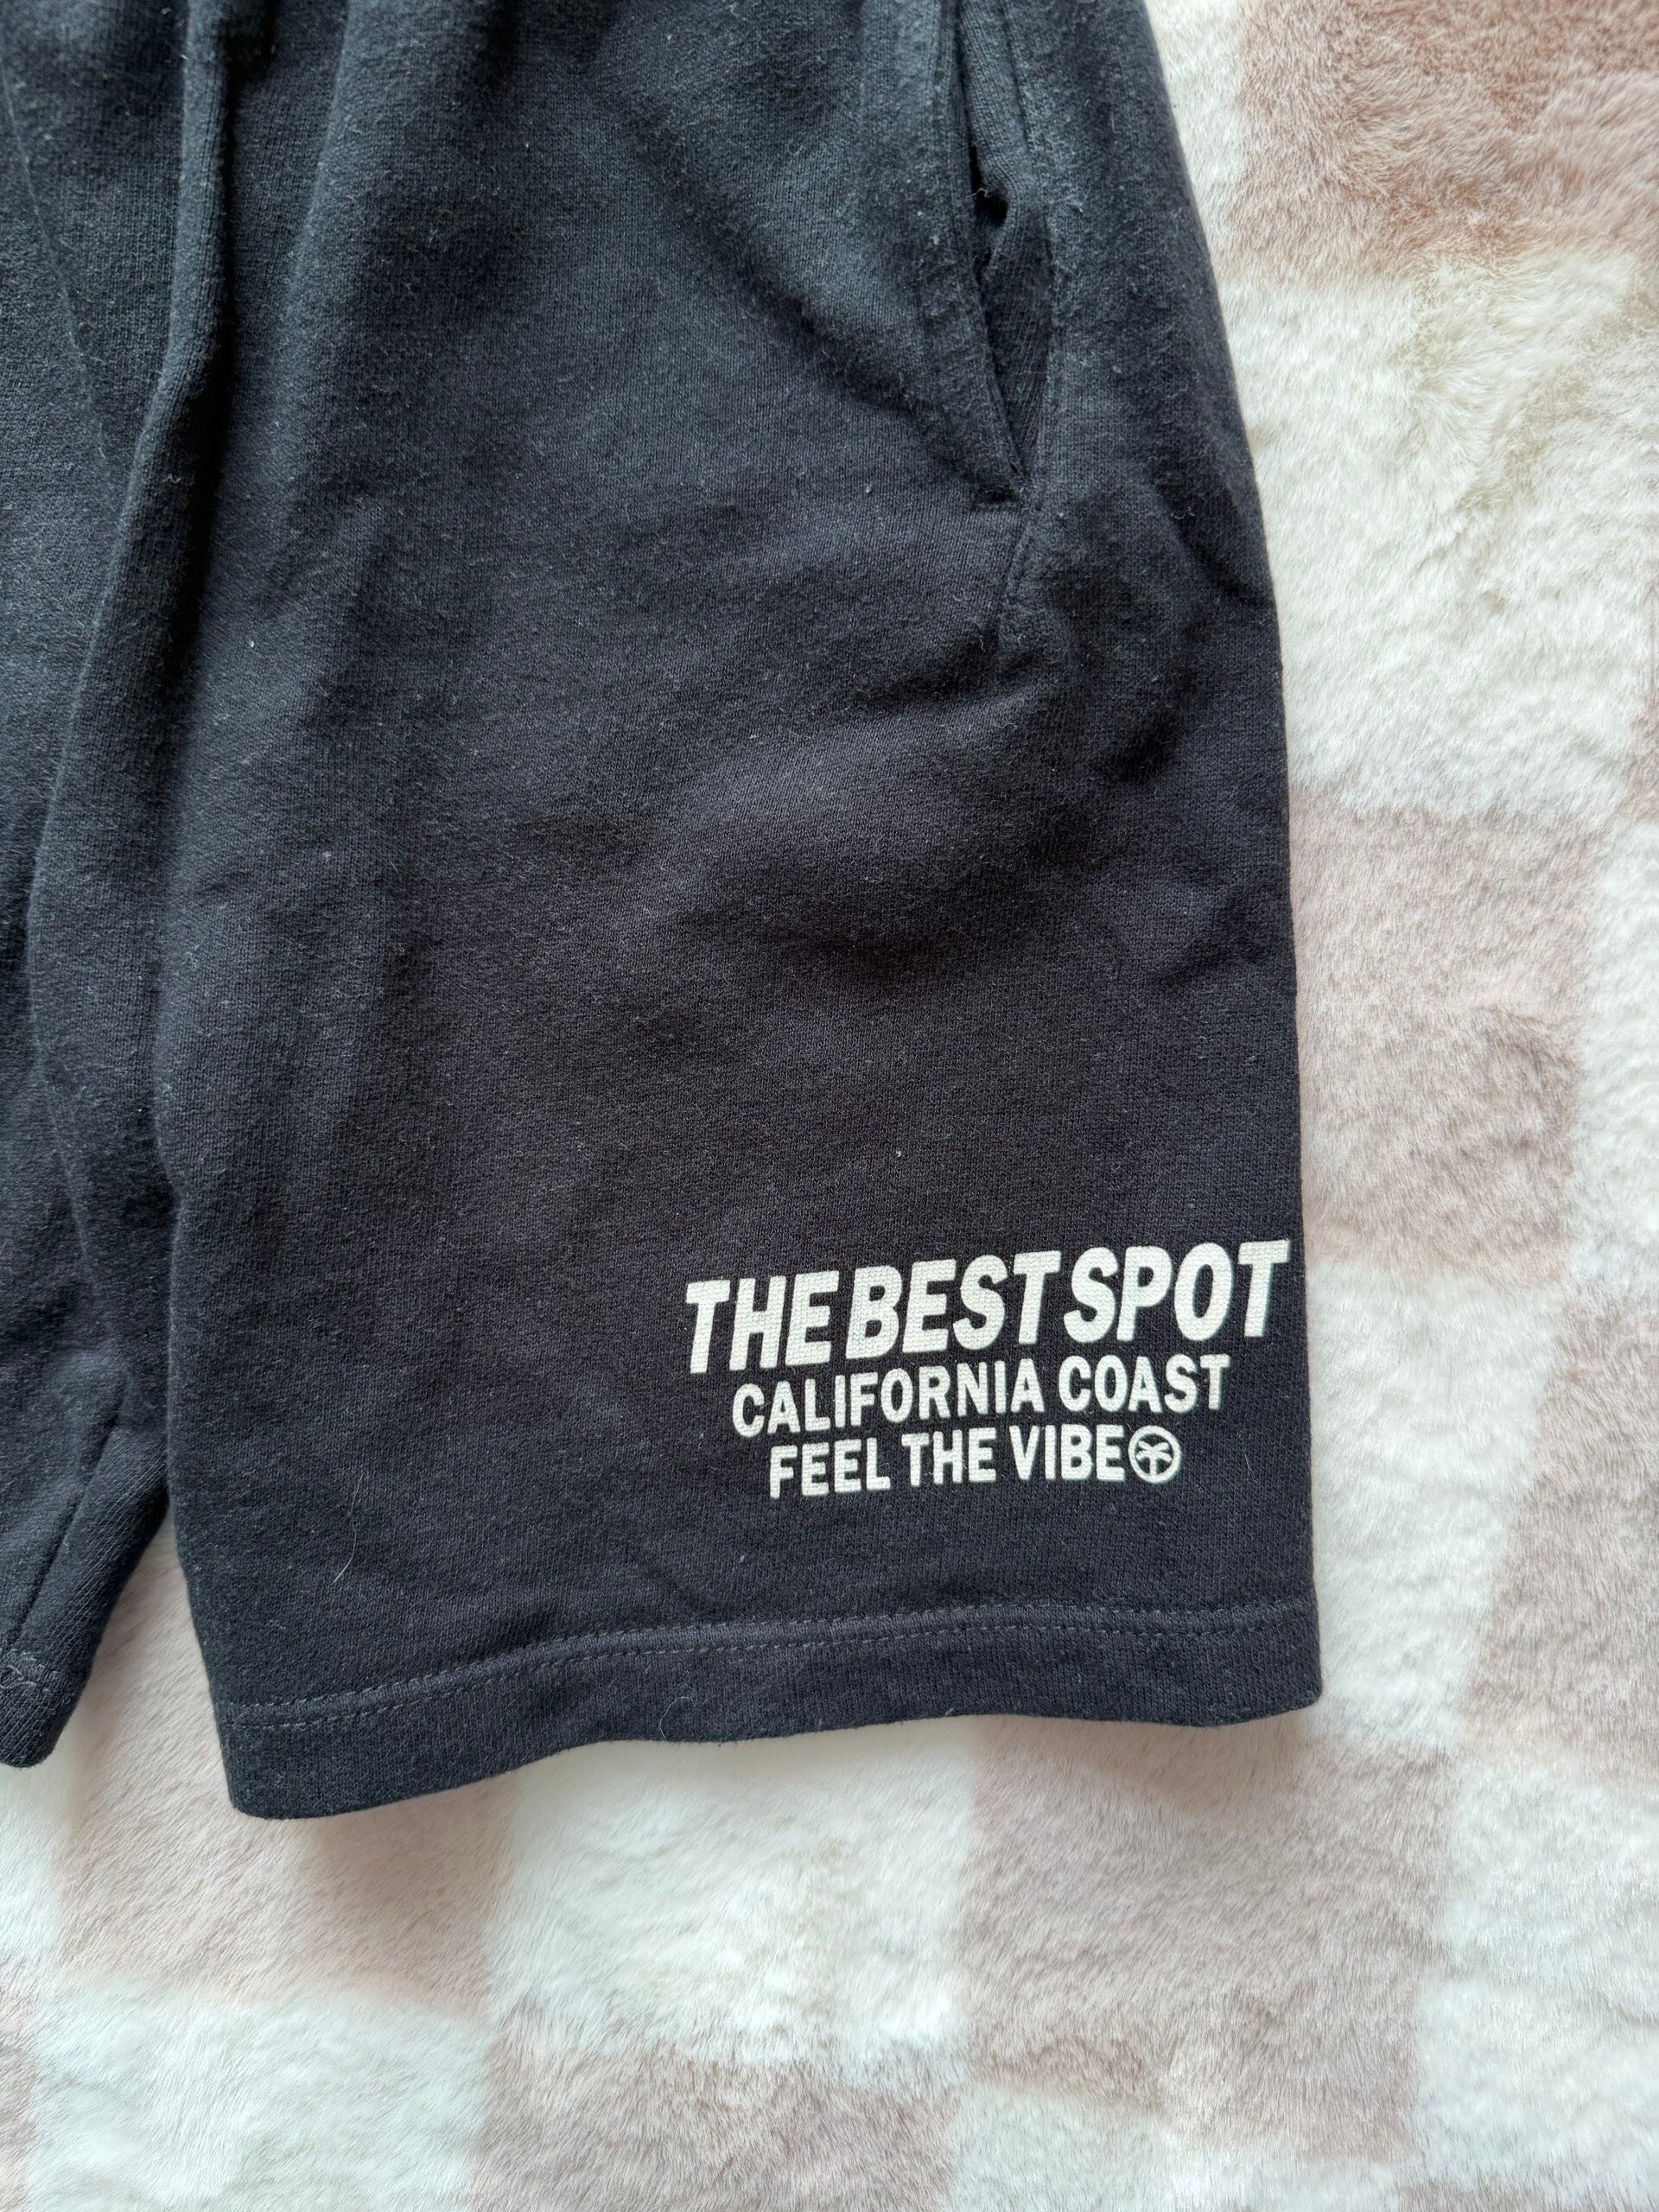 THE BEST SPOT
CALIFORNIA COAST
FEEL THE VIBE